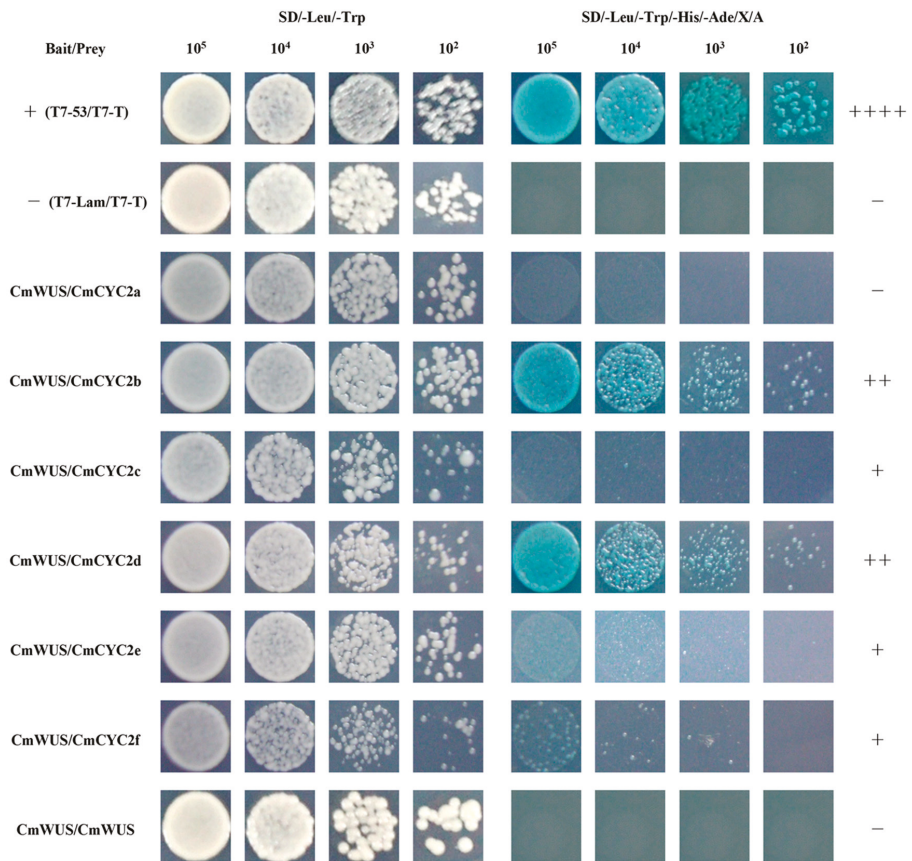 SD/-Leu/-Trp SD/-Leu/-Trp/-His/-Ade/X/A
Bait/Prey 10⁵ 10⁴ 10³ 10² 10⁵ 10⁴ 10³ 10²
+ (T7-53/T7-T) ++++
− (T7-Lam/T7-T) −
CmWUS/CmCYC2a −
CmWUS/CmCYC2b ++
CmWUS/CmCYC2c +
CmWUS/CmCYC2d ++
CmWUS/CmCYC2e +
CmWUS/CmCYC2f +
CmWUS/CmWUS −